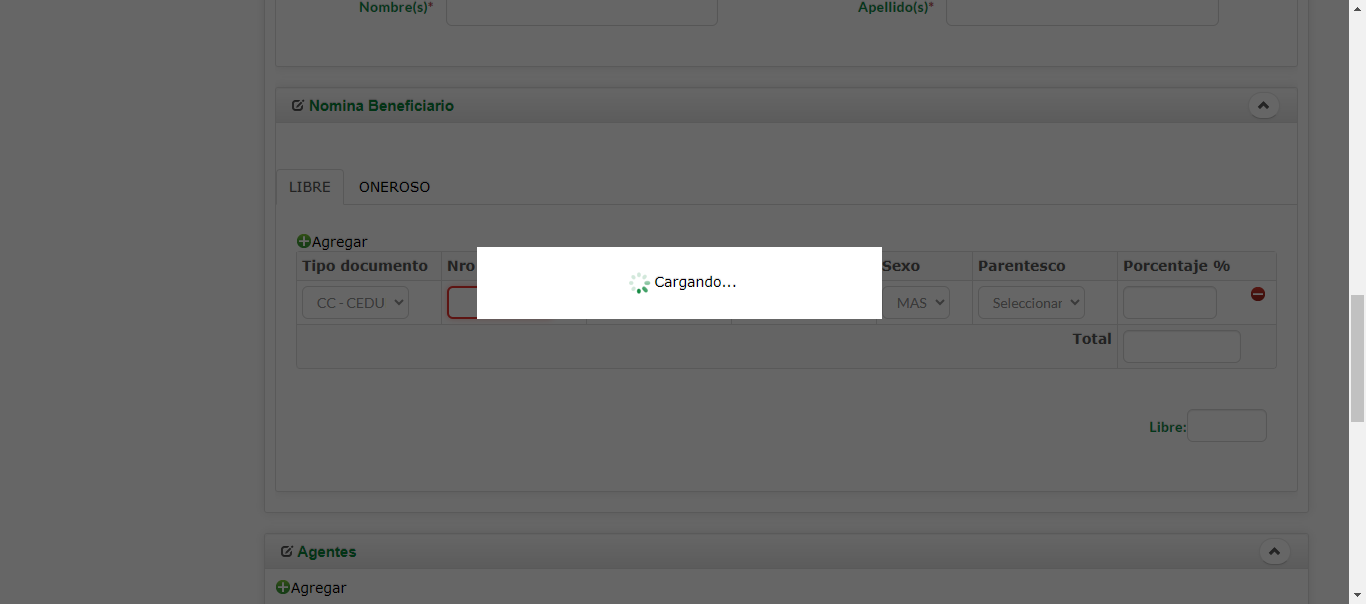 Nombre(s)* Apellido(s)*
Nomina Beneficiario
LIBRE ONEROSO
Agregar
Tipo documento Nro Sexo Parentesco Porcentaje %
CC - CEDU MAS Seleccionar
Cargando...
Total
Libre:
Agentes
Agregar